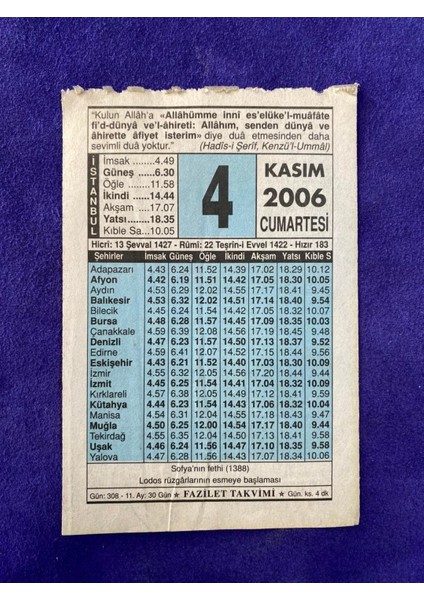 "Kulun Allâh'a «Allâhümme innî es'elüke'l-muâfâte
fi'd-dünyâ ve'l-âhireti: Allâhım, senden dünya ve
âhirette âfiyet isterim» diye duâ etmesinden daha
sevimli duâ yoktur." (Hadîs-i Şerîf, Kenzü'l-Ummâl)
İSTANBUL
İmsak ........4.49
Güneş ......6.30
Öğle .......11.58
İkindi .....14.44
Akşam ....17.07
Yatsı .......18.35
Kıble Sa...10.05
4
KASIM
2006
CUMARTESİ
Hicri: 13 Şevval 1427 - Rûmi: 22 Teşrîn-i Evvel 1422 - Hızır 183
Şehirler İmsak Güneş Öğle İkindi Akşam Yatsı Kıble S
Adapazarı 4.43 6.24 11.52 14.39 17.02 18.29 10.12
Afyon 4.42 6.19 11.51 14.42 17.05 18.30 10.05
Aydın 4.53 6.29 12.02 14.55 17.17 18.41 9.45
Balıkesir 4.53 6.32 12.02 14.51 17.14 18.40 9.54
Bilecik 4.45 6.24 11.54 14.42 17.05 18.32 10.08
Bursa 4.48 6.28 11.57 14.45 17.09 18.35 10.03
Çanakkale 4.59 6.39 12.08 14.56 17.19 18.45 9.48
Denizli 4.47 6.23 11.57 14.50 17.13 18.37 9.52
Edirne 4.59 6.41 12.07 14.52 17.15 18.44 9.56
Eskişehir 4.43 6.21 11.52 14.40 17.03 18.30 10.09
İzmir 4.55 6.32 12.05 14.56 17.20 18.44 9.44
İzmit 4.45 6.25 11.54 14.41 17.04 18.32 10.09
Kırklareli 4.57 6.38 12.05 14.49 17.12 18.41 9.59
Kütahya 4.44 6.23 11.54 14.43 17.06 18.32 10.04
Manisa 4.54 6.31 12.04 14.55 17.18 18.43 9.47
Muğla 4.50 6.25 12.00 14.54 17.17 18.40 9.44
Tekirdağ 4.55 6.35 12.04 14.50 17.13 18.41 9.58
Uşak 4.46 6.24 11.56 14.47 17.10 18.35 9.58
Yalova 4.47 6.28 11.56 14.43 17.07 18.34 10.06
Sofya'nın fethi (1388)
Lodos rüzgârlarının esmeye başlaması
Gün: 308 - 11. Ay: 30 Gün ★ FAZİLET TAKVİMİ ★ Gün. ks. 4 dk